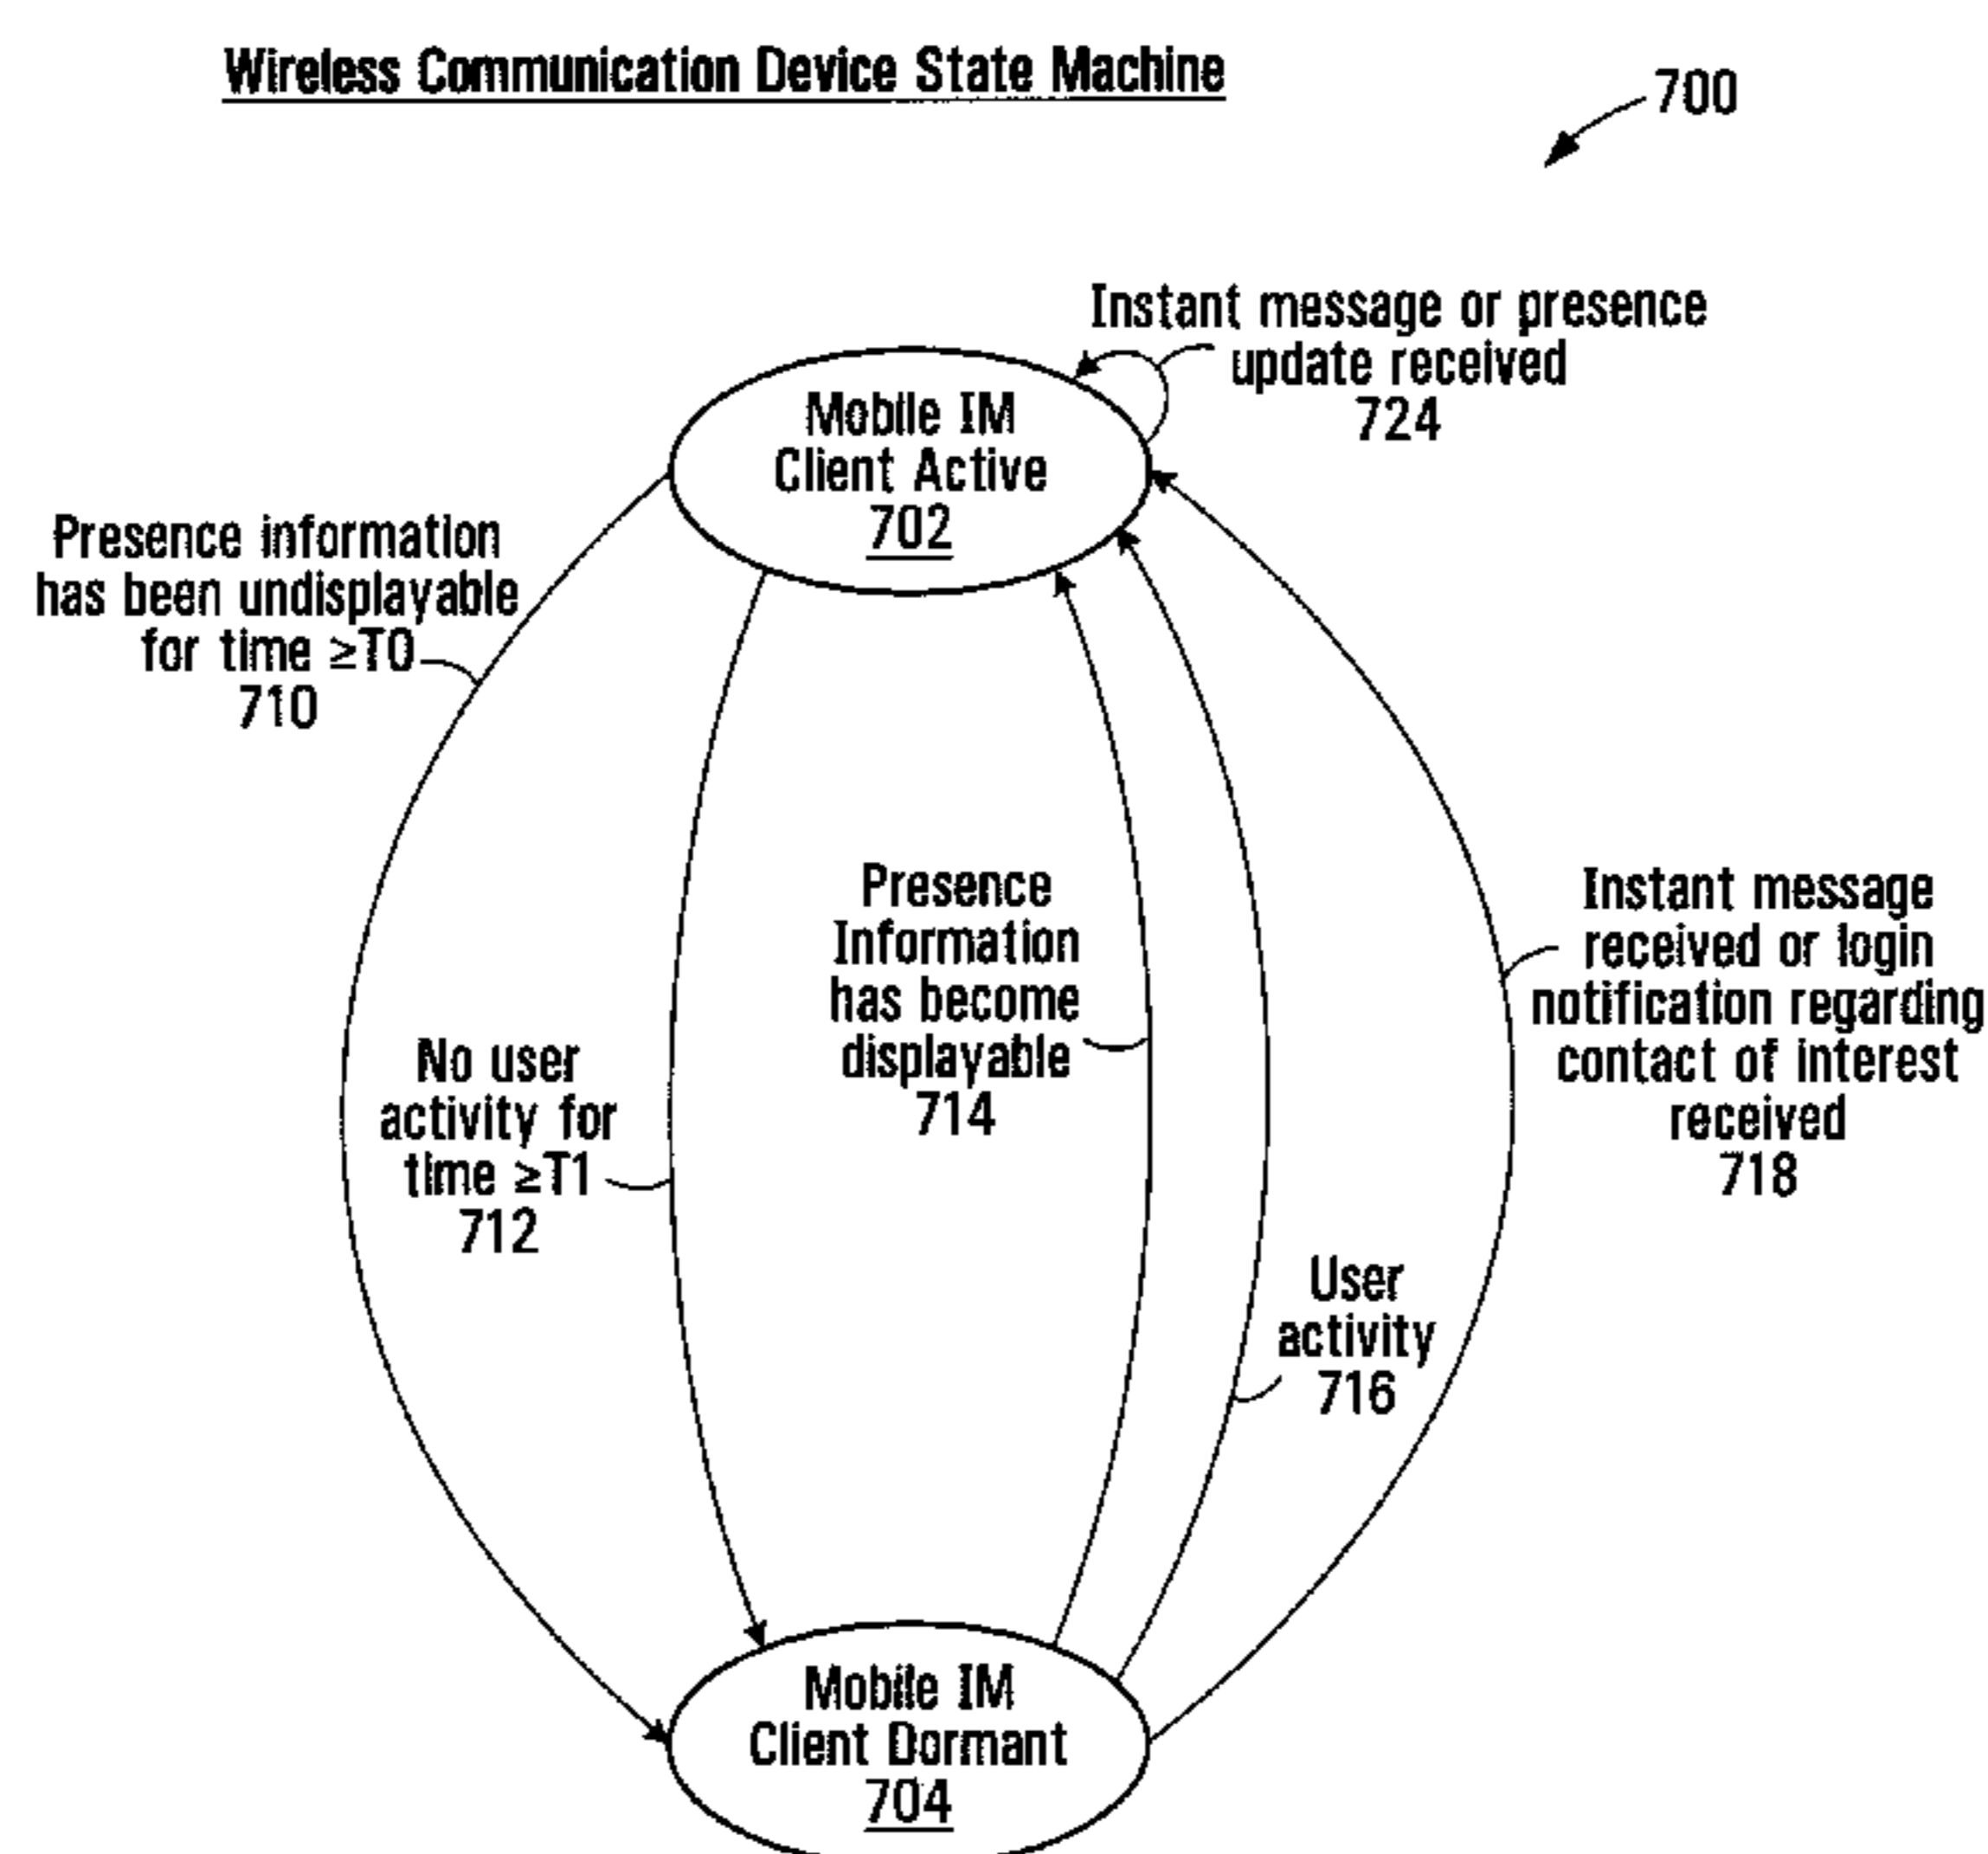 Wireless Communication Device State Machine
700
Instant message or presence
update received
724
Mobile IM
Client Active
702
Presence information
has been undisplayable
for time ≥T0
710
Presence
Information
has become
displayable
714
Instant message
received or login
notification regarding
contact of interest
received
718
No user
activity for
time ≥T1
712
User
activity
716
Mobile IM
Client Dormant
704